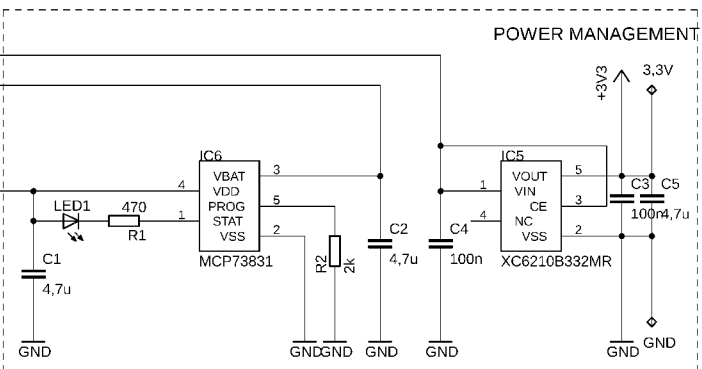 POWER MANAGEMENT
+3V3
3,3V
IC6
VBAT
VDD
PROG
STAT
VSS
3
4
5
1
2
MCP73831
LED1
470
R1
C1
4,7u
GND
R2
2k
C2
4,7u
GND
GND
GND
IC5
VOUT
VIN
CE
NC
VSS
5
1
3
4
2
XC6210B332MR
C4
100n
GND
C3
100n
C5
4,7u
GND
GND